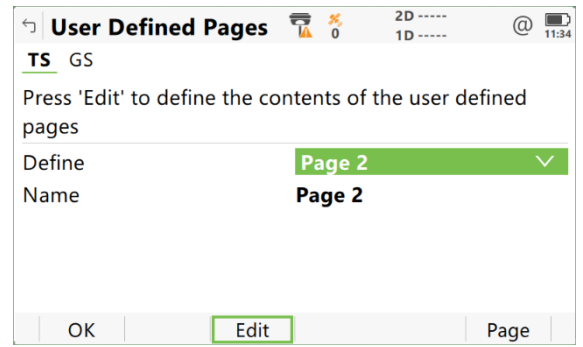 User Defined Pages 0 2D ----- @ 11:34
1D -----
TS GS
Press 'Edit' to define the contents of the user defined
pages
Define Page 2
Name Page 2
OK Edit Page